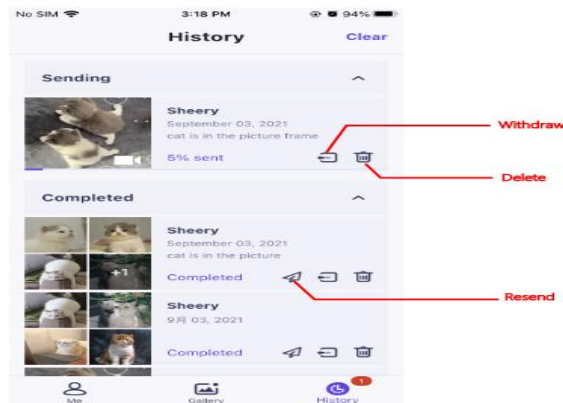 No SIM 3:18 PM 94%
History Clear
Sending
Sheery
September 03, 2021
cat is in the picture frame
5% sent
Withdraw
Delete
Completed
Sheery
September 03, 2021
cat is in the picture
+1
Completed
Resend
Sheery
9月 03, 2021
Completed
1
Me Gallery History